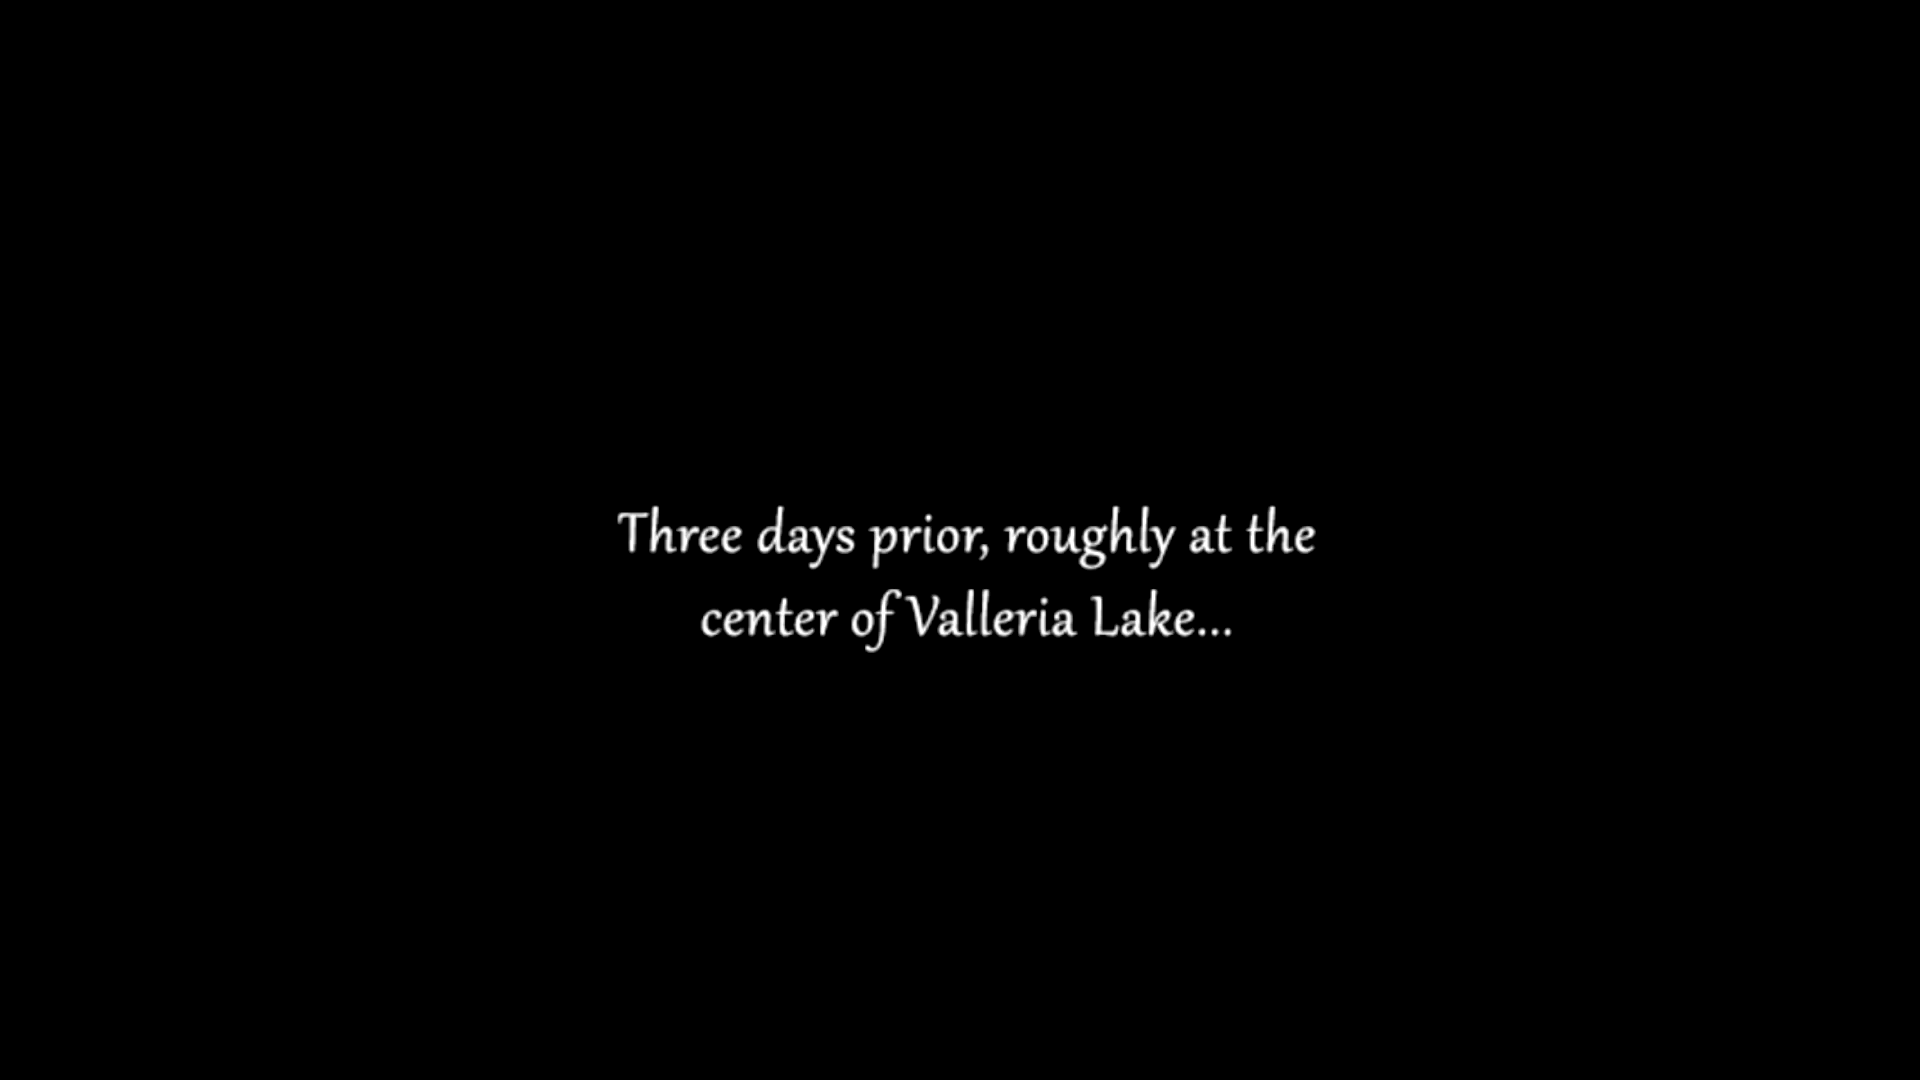 Three days prior, roughly at the
center of Valleria Lake...